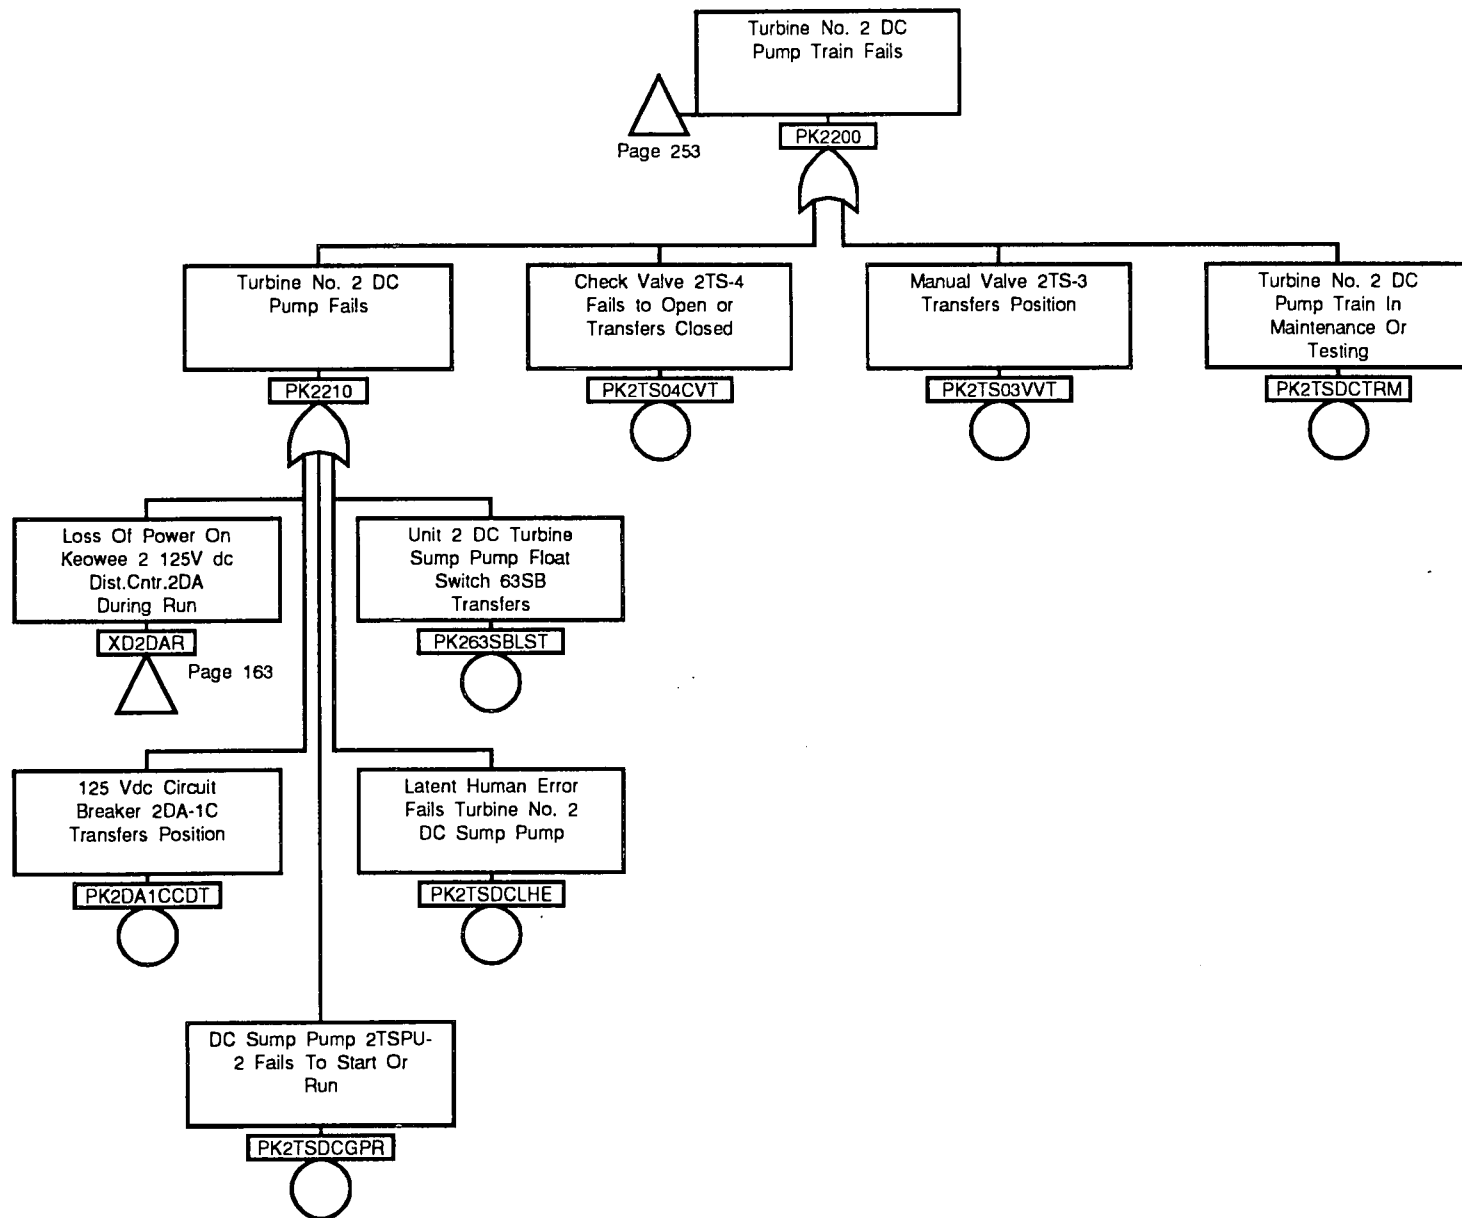 Turbine No. 2 DC
Pump Train Fails
Page 253
PK2200
Turbine No. 2 DC
Pump Fails
PK2210
Check Valve 2TS-4
Fails to Open or
Transfers Closed
PK2TS04CVT
Manual Valve 2TS-3
Transfers Position
PK2TS03VVT
Turbine No. 2 DC
Pump Train In
Maintenance Or
Testing
PK2TSDCTRM
Loss Of Power On
Keowee 2 125V dc
Dist.Cntr.2DA
During Run
XD2DAR
Page 163
Unit 2 DC Turbine
Sump Pump Float
Switch 63SB
Transfers
PK263SBLST
125 Vdc Circuit
Breaker 2DA-1C
Transfers Position
PK2DA1CCDT
Latent Human Error
Fails Turbine No. 2
DC Sump Pump
PK2TSDCLHE
DC Sump Pump 2TSPU-
2 Fails To Start Or
Run
PK2TSDCGPR